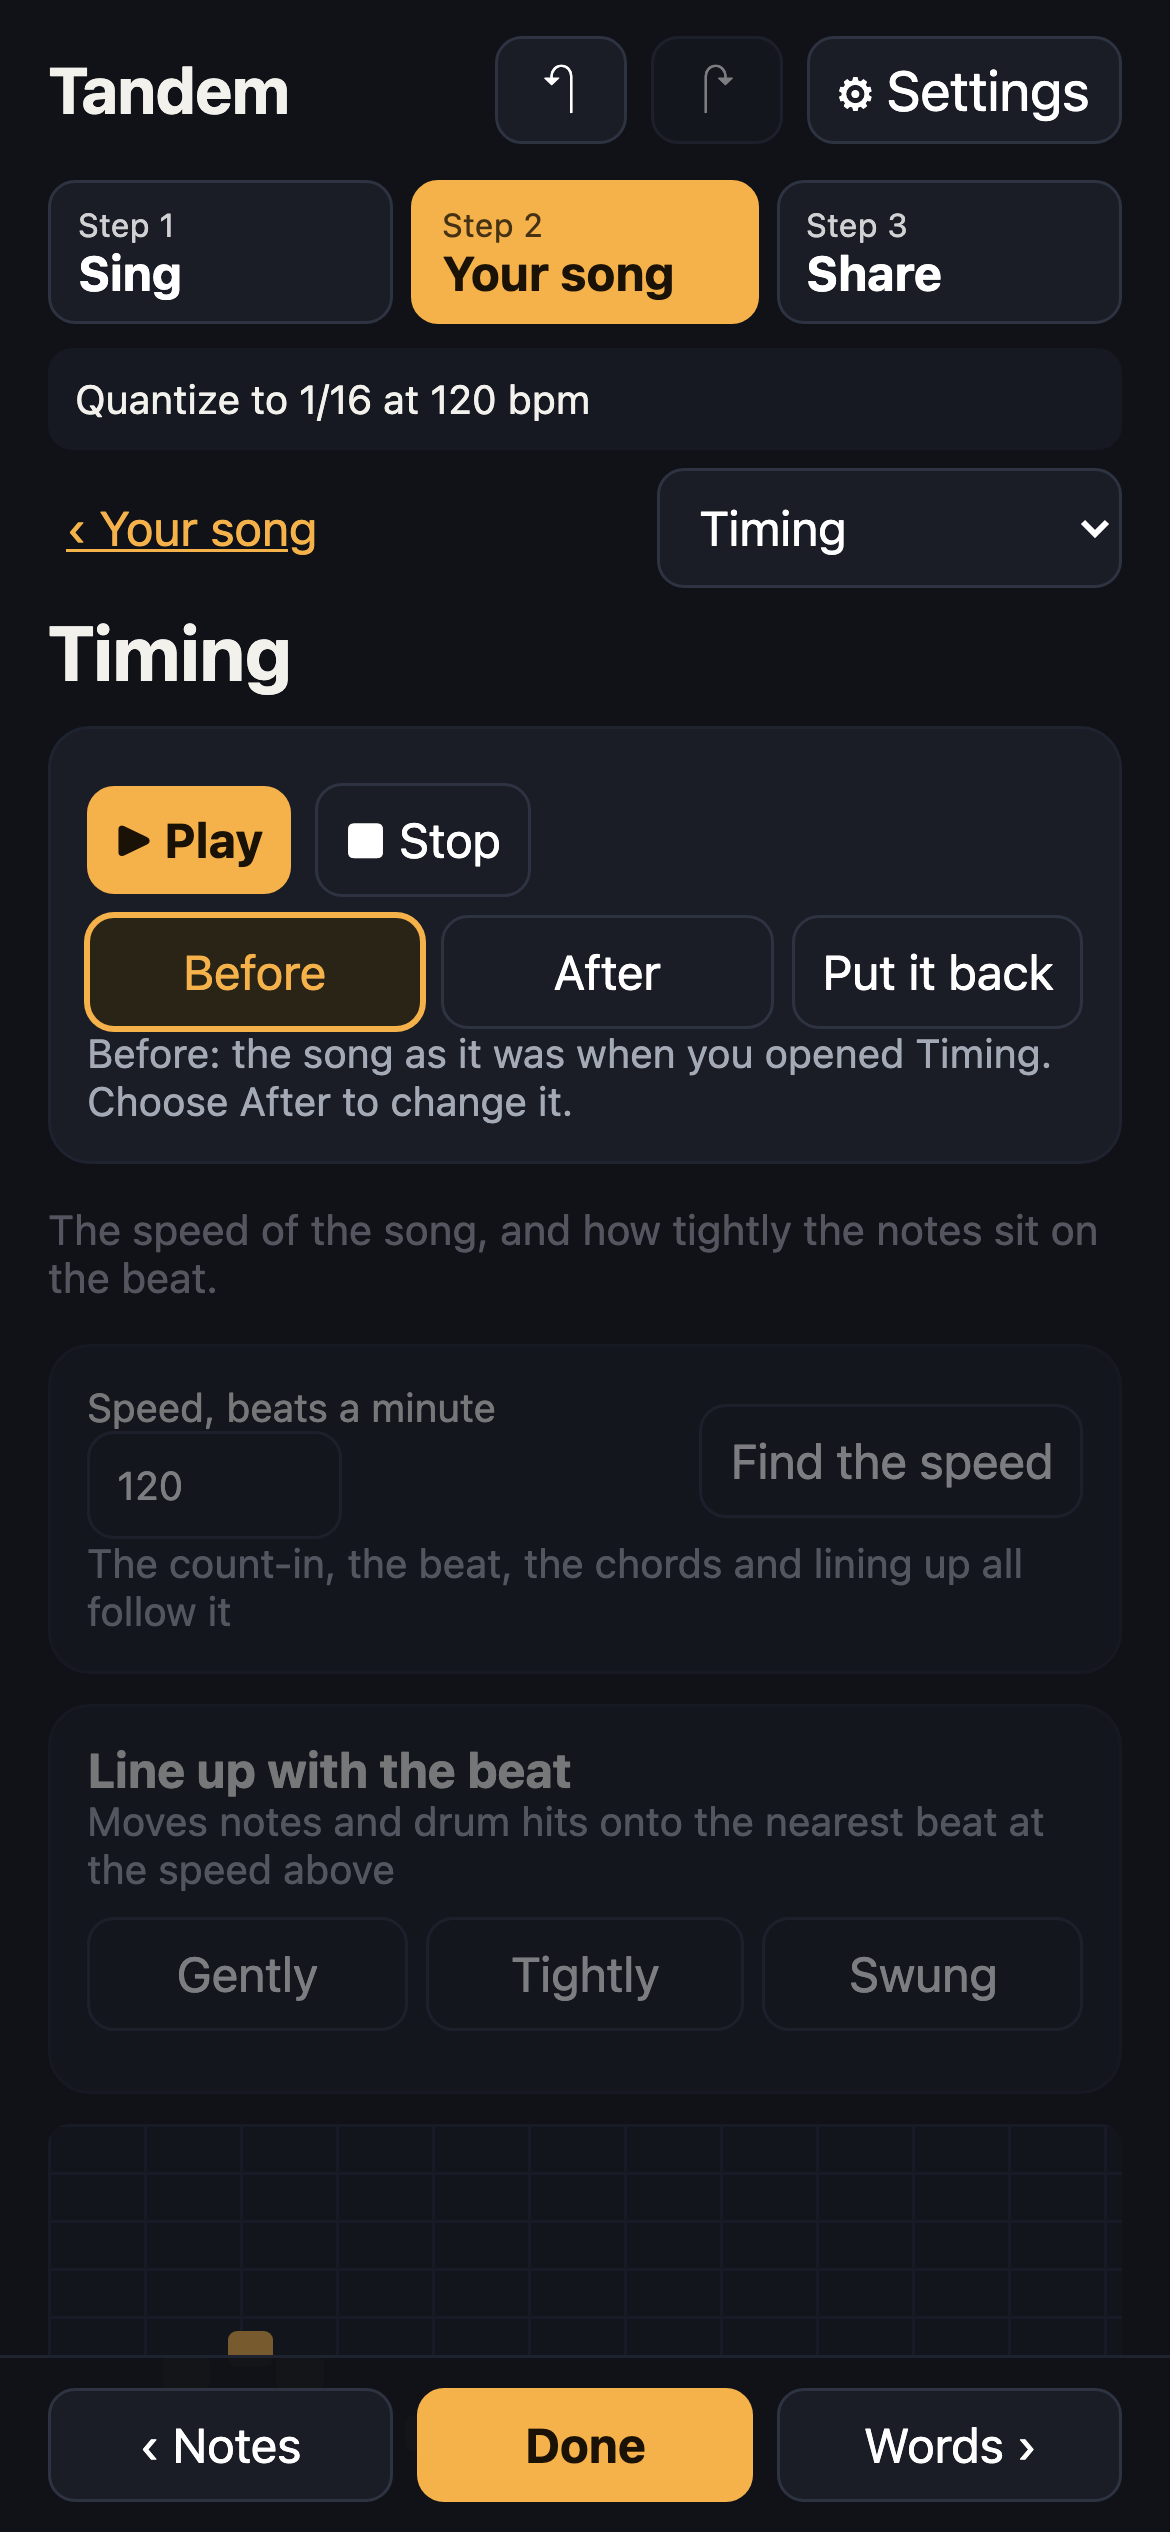 Tandem
⚙ Settings
Step 1
Sing
Step 2
Your song
Step 3
Share
Quantize to 1/16 at 120 bpm
‹ Your song
Timing
Timing
Play
Stop
Before
After
Put it back
Before: the song as it was when you opened Timing.
Choose After to change it.
The speed of the song, and how tightly the notes sit on
the beat.
Speed, beats a minute
120
Find the speed
The count-in, the beat, the chords and lining up all
follow it
Line up with the beat
Moves notes and drum hits onto the nearest beat at
the speed above
Gently
Tightly
Swung
‹ Notes
Done
Words ›